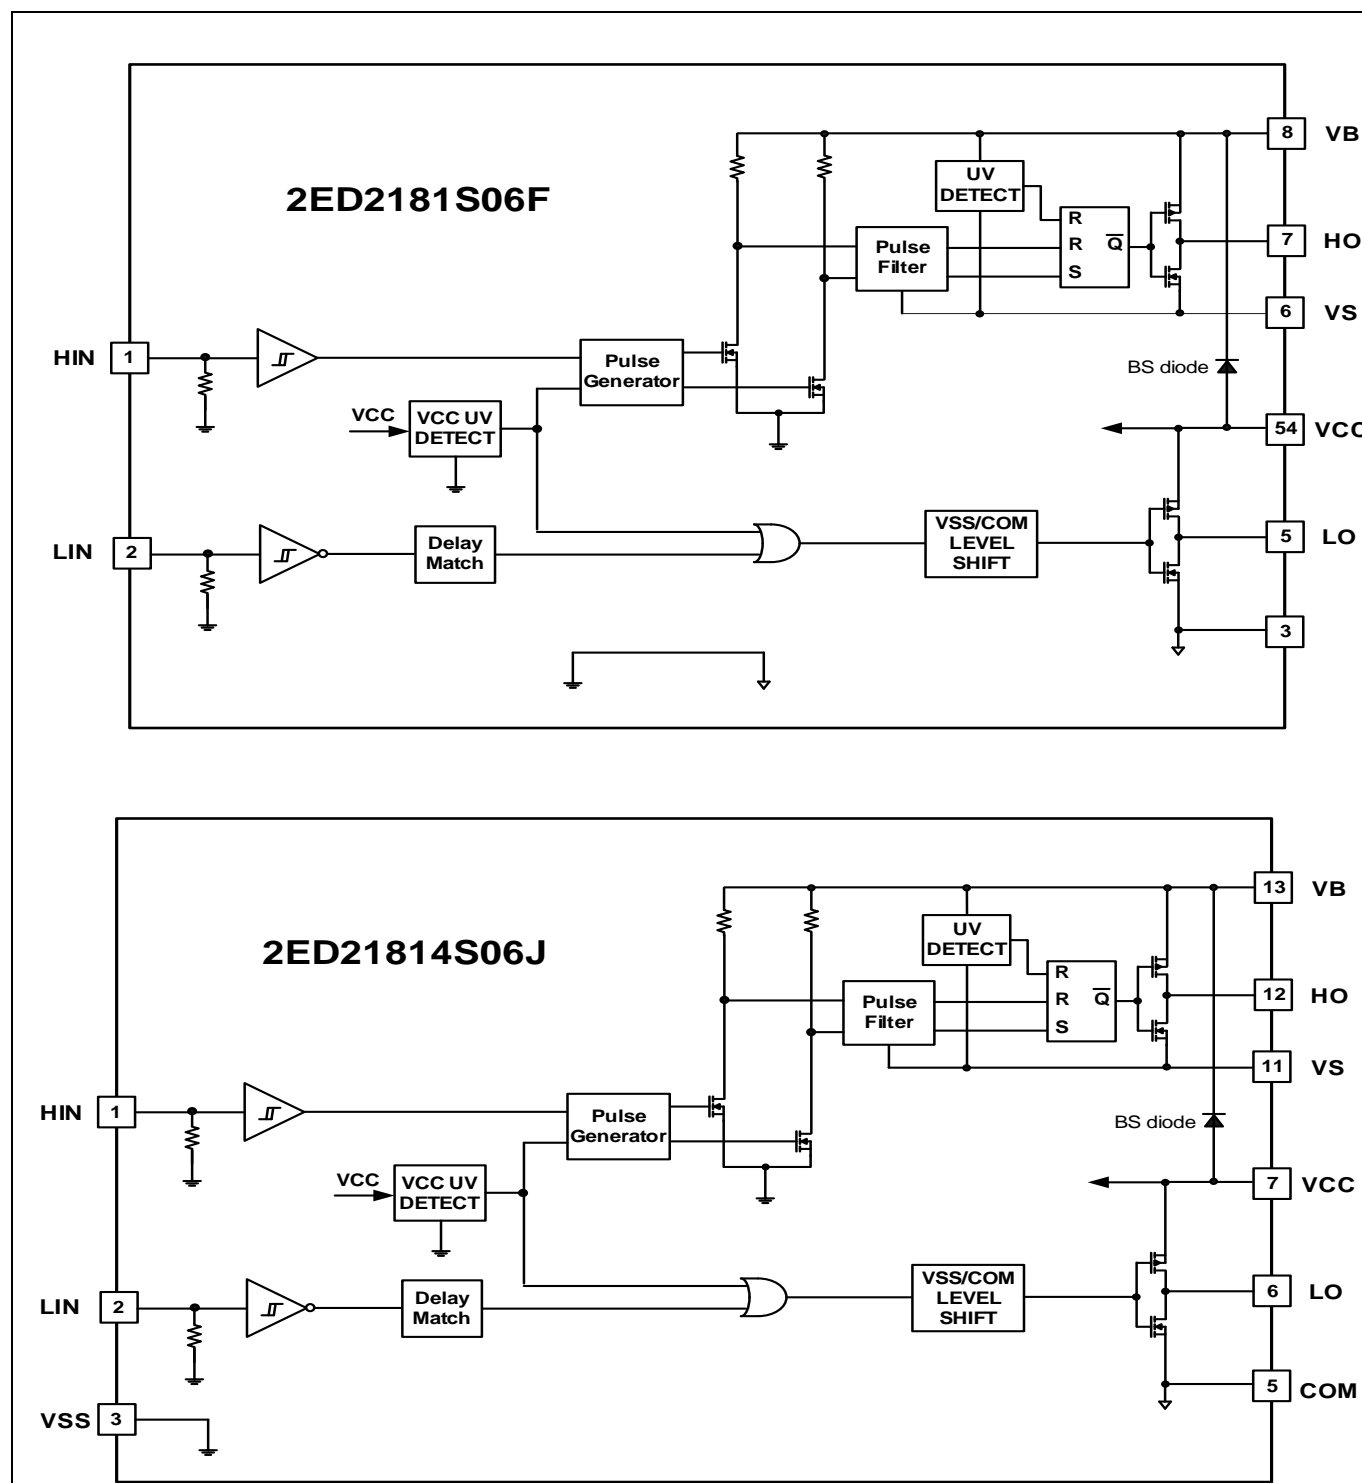 2ED2181S06F
8 VB
UV
DETECT
R
R
S
Q
Pulse
Filter
7 HO
6 VS
HIN 1
Pulse
Generator
BS diode
VCC
VCC UV
DETECT
54 VCC
LIN 2
Delay
Match
VSS/COM
LEVEL
SHIFT
5 LO
3
2ED21814S06J
13 VB
UV
DETECT
R
R
S
Q
Pulse
Filter
12 HO
11 VS
HIN 1
Pulse
Generator
BS diode
VCC
VCC UV
DETECT
7 VCC
LIN 2
Delay
Match
VSS/COM
LEVEL
SHIFT
6 LO
5 COM
VSS 3